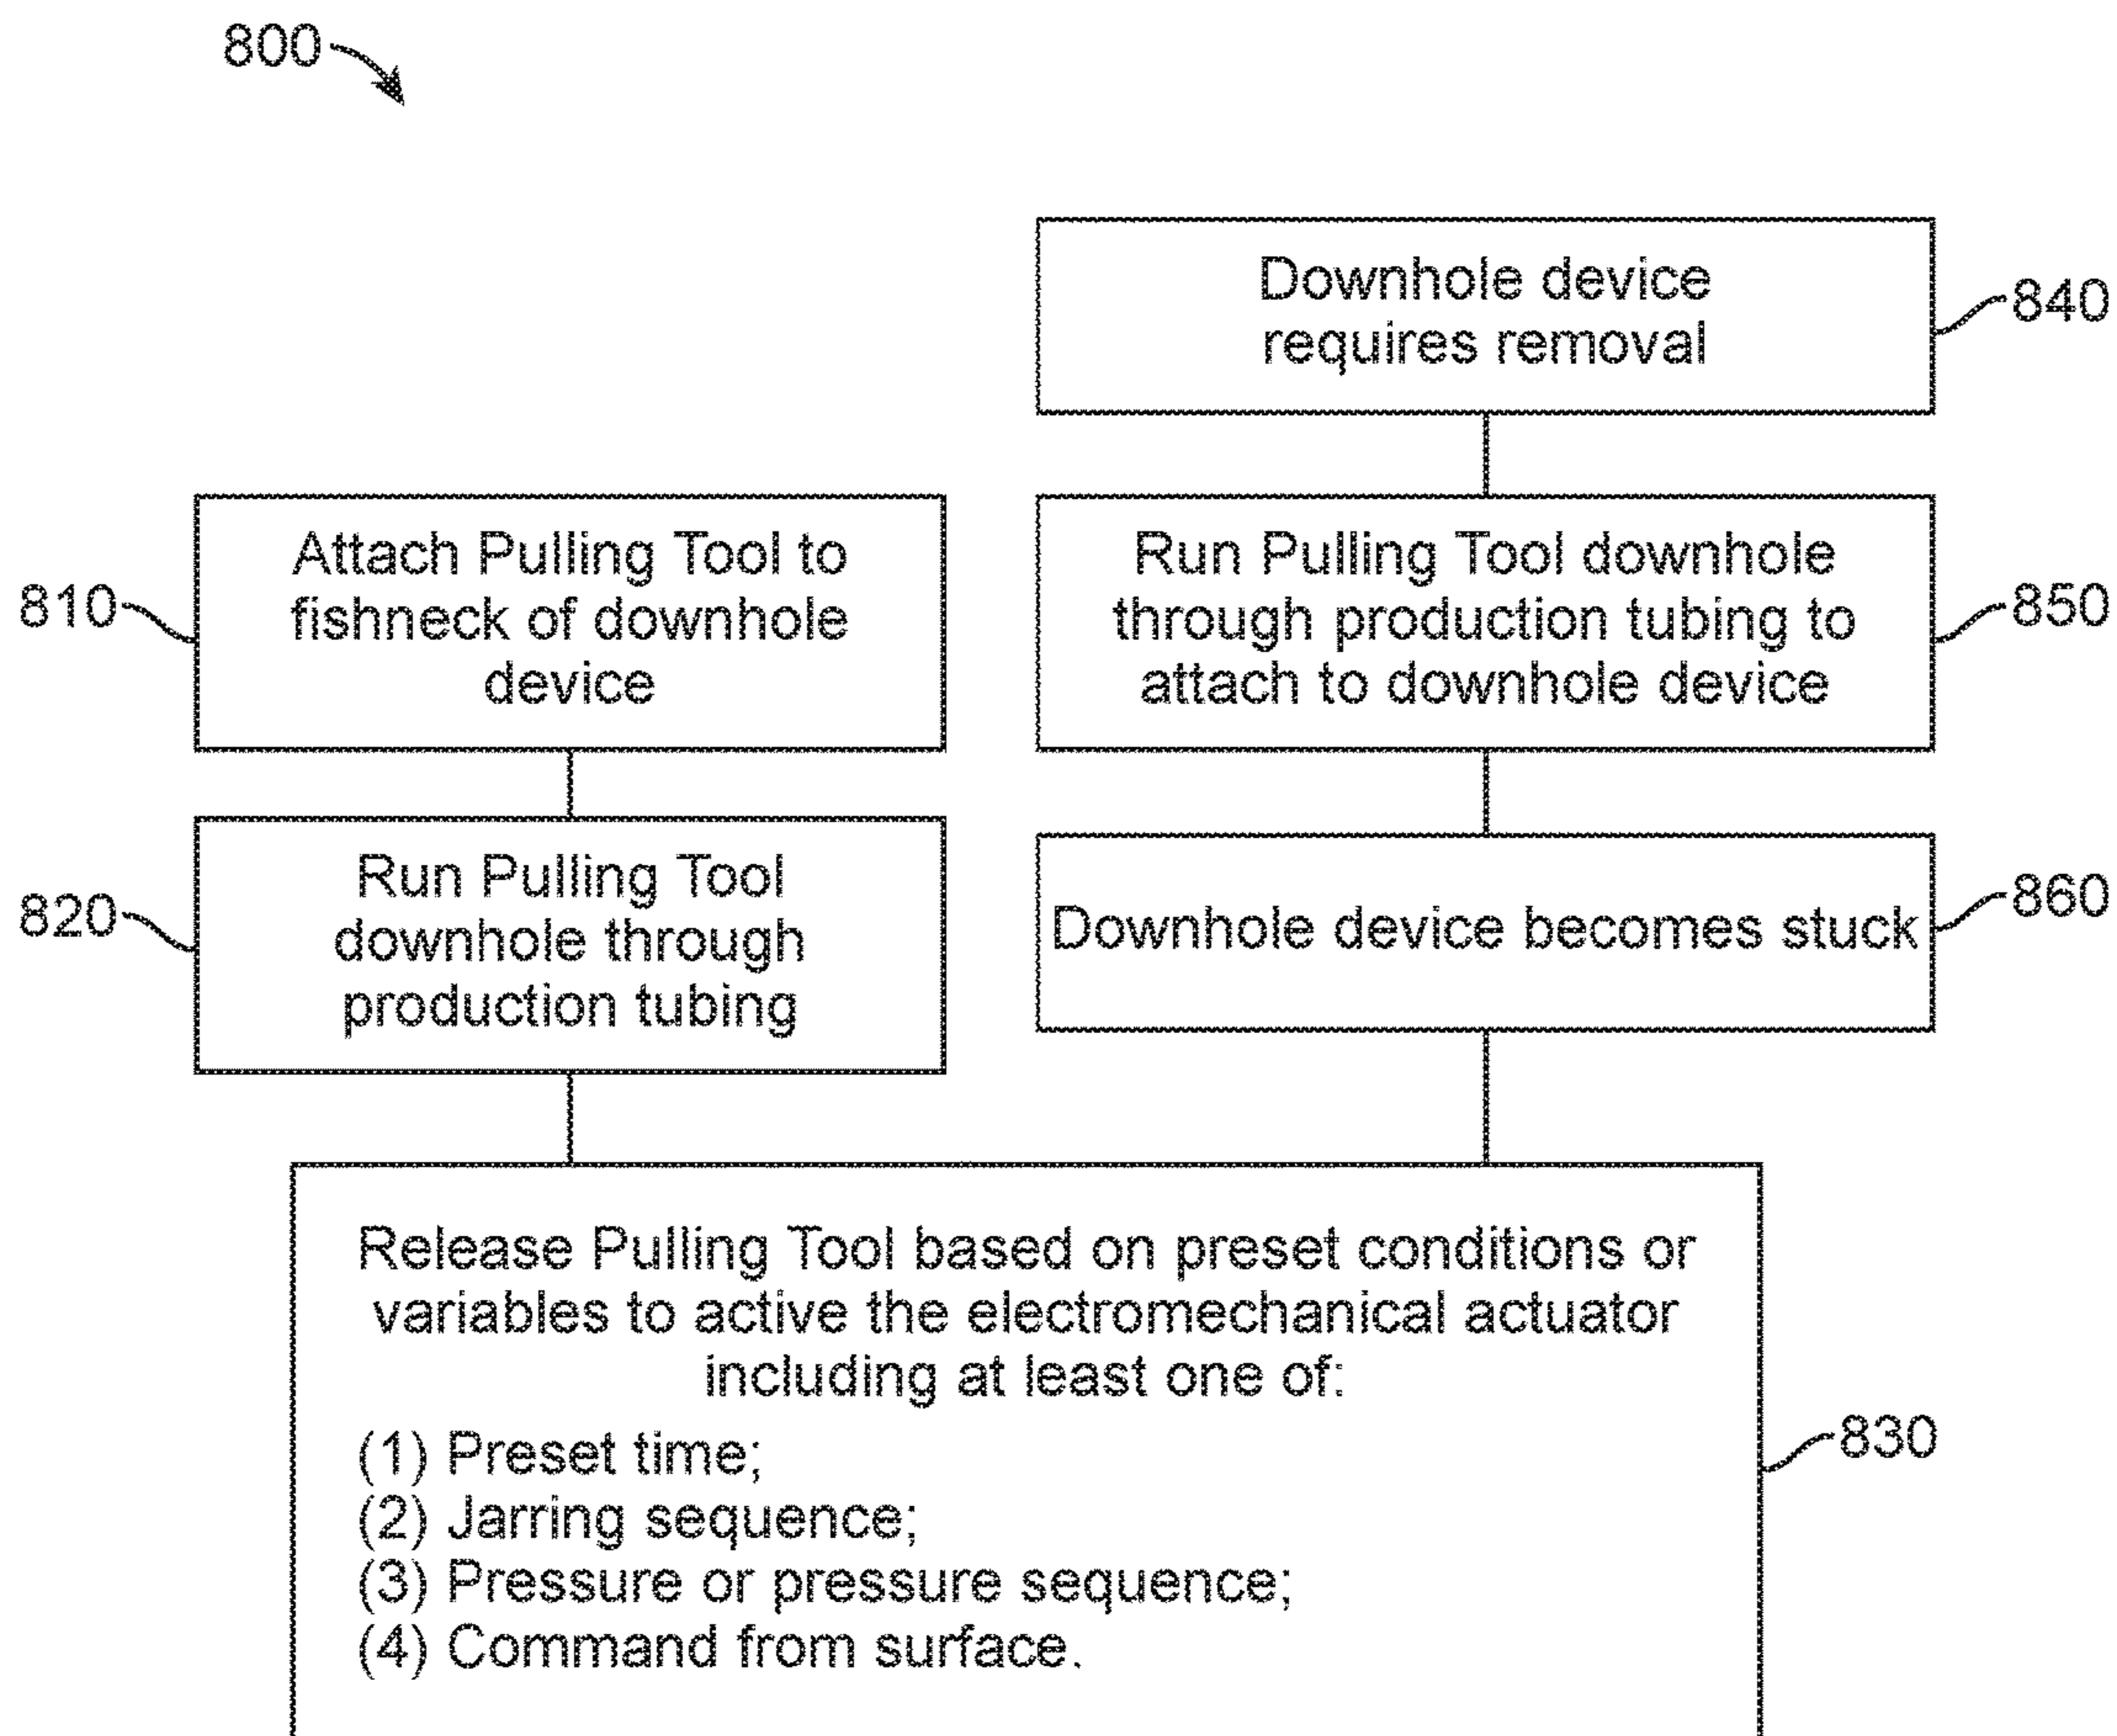 800
Downhole device
requires removal
840
Attach Pulling Tool to
fishneck of downhole
device
810
Run Pulling Tool downhole
through production tubing to
attach to downhole device
850
Run Pulling Tool
downhole through
production tubing
820
Downhole device becomes stuck
860
Release Pulling Tool based on preset conditions or
variables to active the electromechanical actuator
including at least one of:
(1) Preset time;
(2) Jarring sequence;
(3) Pressure or pressure sequence;
(4) Command from surface.
830